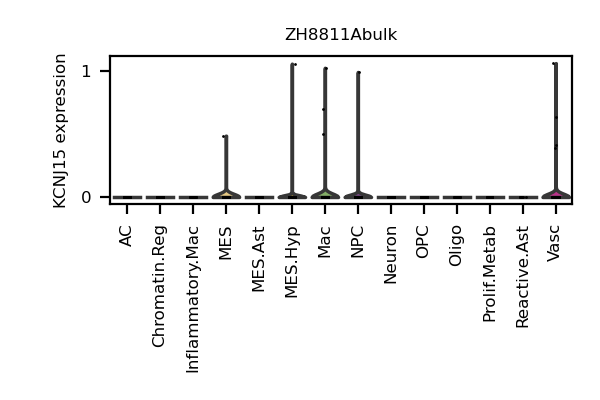 ZH8811Abulk
KCNJ15 expression
1
0
AC
Chromatin.Reg
Inflammatory.Mac
MES
MES.Ast
MES.Hyp
Mac
NPC
Neuron
OPC
Oligo
Prolif.Metab
Reactive.Ast
Vasc